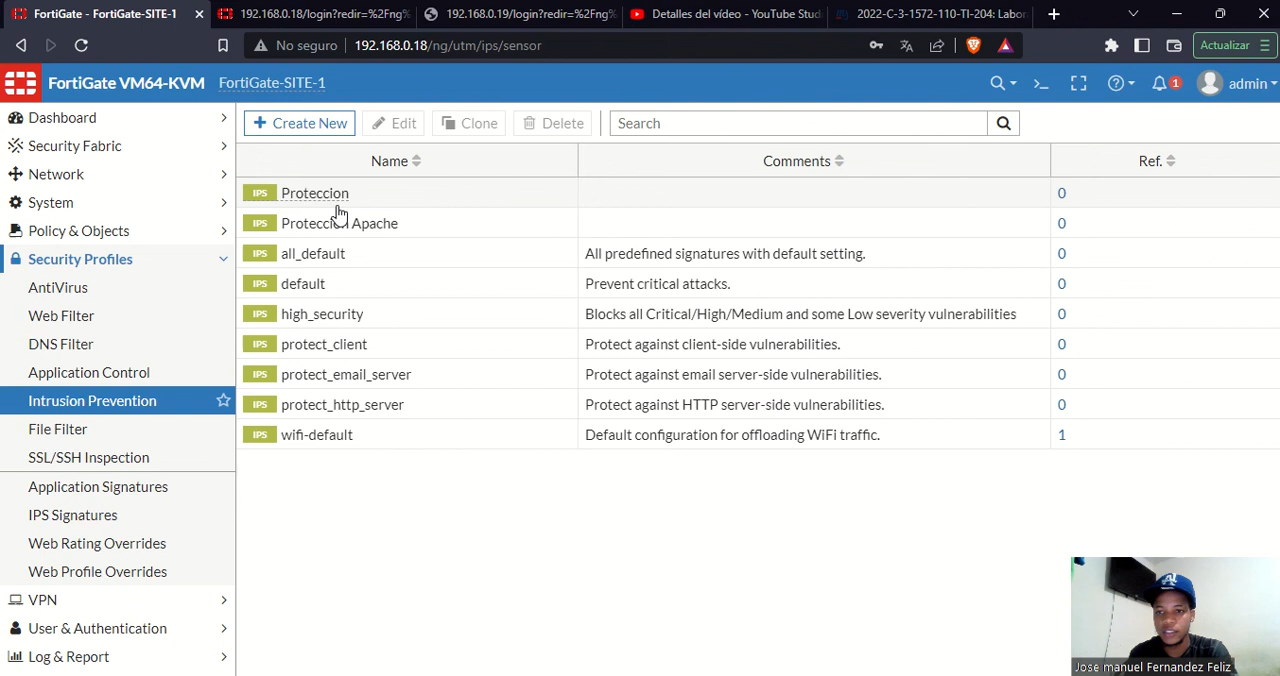 FortiGate - FortiGate-SITE-1
192.168.0.18/login?redir=%2Fng%
192.168.0.19/login?redir=%2Fng%
Detalles del vídeo - YouTube Studi
2022-C-3-1572-110-TI-204: Labor
No seguro 192.168.0.18/ng/utm/ips/sensor
Actualizar
FortiGate VM64-KVM FortiGate-SITE-1
1 admin
Dashboard
Security Fabric
Network
System
Policy & Objects
Security Profiles
AntiVirus
Web Filter
DNS Filter
Application Control
Intrusion Prevention
File Filter
SSL/SSH Inspection
Application Signatures
IPS Signatures
Web Rating Overrides
Web Profile Overrides
VPN
User & Authentication
Log & Report
+ Create New Edit Clone Delete Search
Name Comments Ref.
IPS Proteccion 0
IPS Proteccion Apache 0
IPS all_default All predefined signatures with default setting. 0
IPS default Prevent critical attacks. 0
IPS high_security Blocks all Critical/High/Medium and some Low severity vulnerabilities 0
IPS protect_client Protect against client-side vulnerabilities. 0
IPS protect_email_server Protect against email server-side vulnerabilities. 0
IPS protect_http_server Protect against HTTP server-side vulnerabilities. 0
IPS wifi-default Default configuration for offloading WiFi traffic. 1
Jose manuel Fernandez Feliz